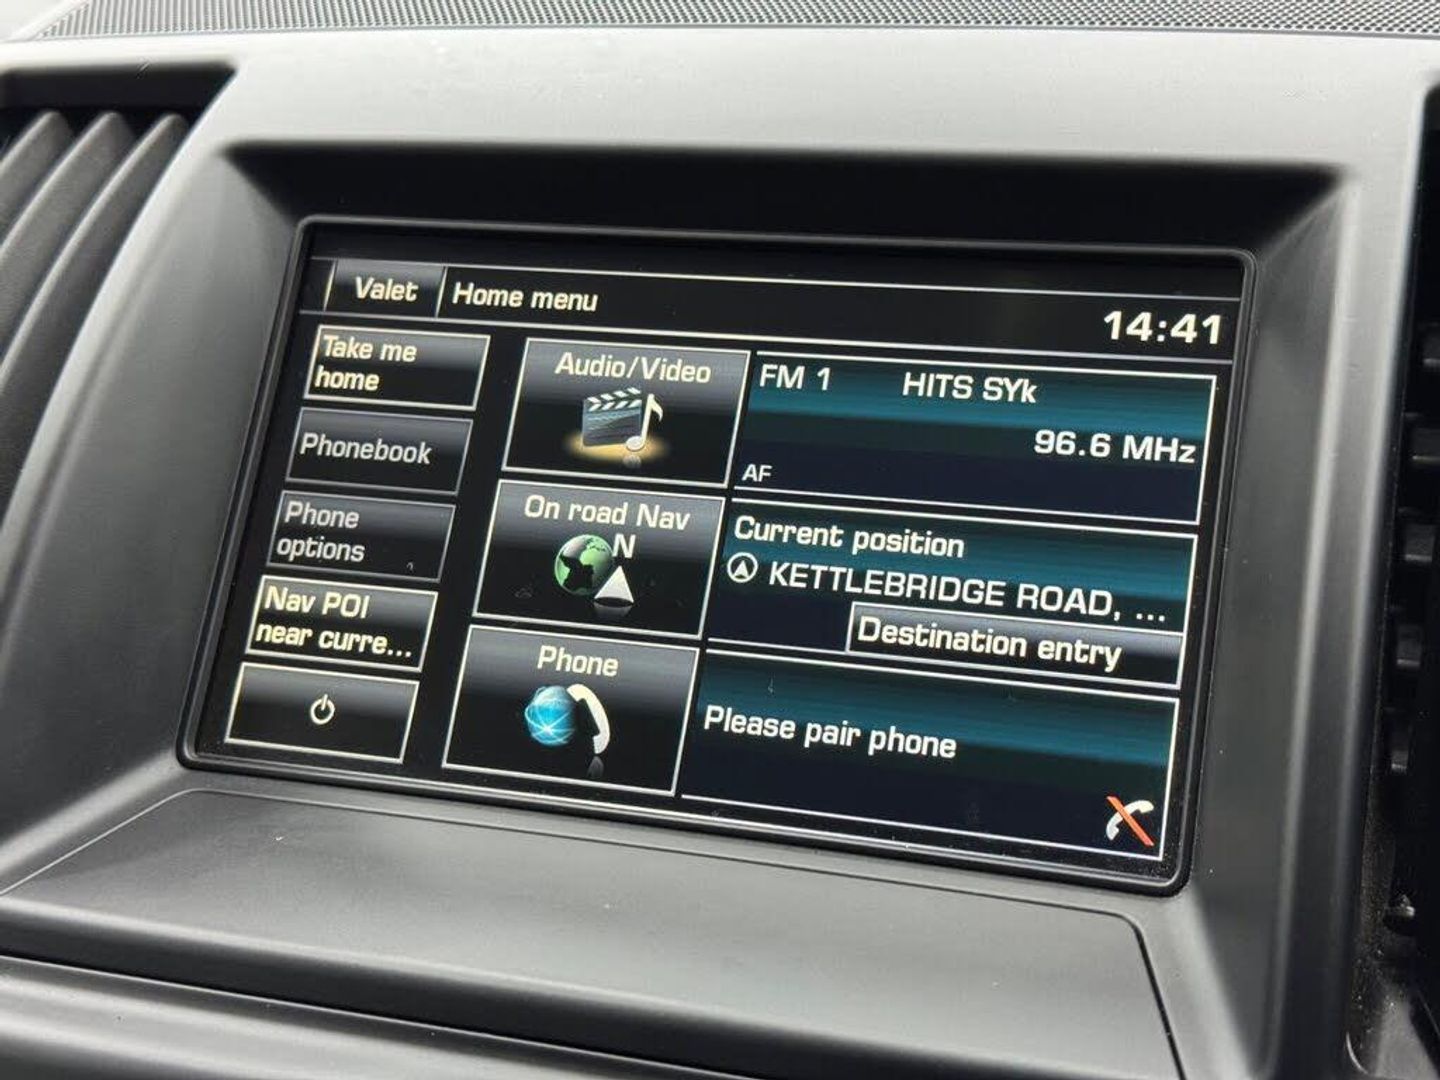 Valet
Home menu
14:41
Take me
home
Phonebook
Phone
options
Nav POI
near curre...
Audio/Video
On road Nav
N
Phone
FM 1
HITS SYk
96.6 MHz
AF
Current position
KETTLEBRIDGE ROAD, ...
Destination entry
Please pair phone